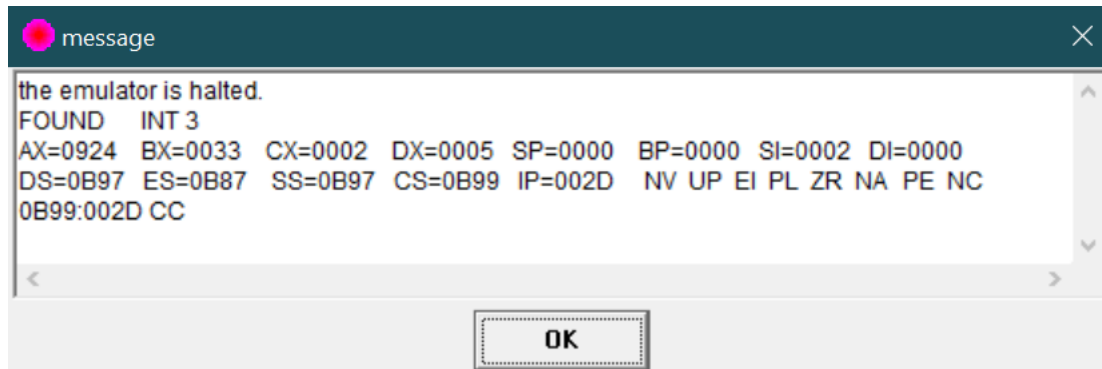 message
the emulator is halted.
FOUND INT 3
AX=0924 BX=0033 CX=0002 DX=0005 SP=0000 BP=0000 SI=0002 DI=0000
DS=0B97 ES=0B87 SS=0B97 CS=0B99 IP=002D NV UP EI PL ZR NA PE NC
0B99:002D CC
OK